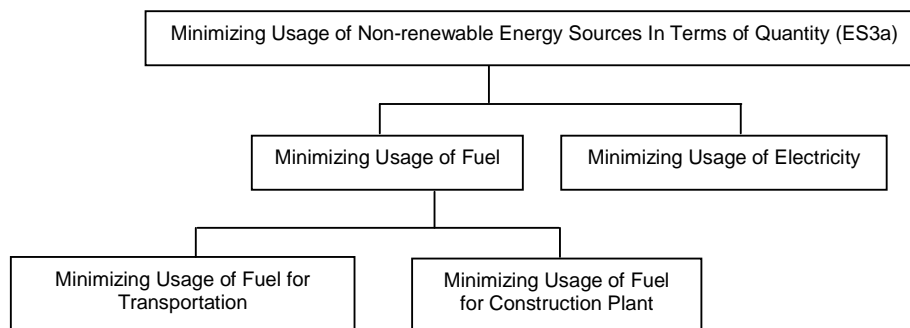 Minimizing Usage of Non-renewable Energy Sources In Terms of Quantity (ES3a)
Minimizing Usage of Fuel
Minimizing Usage of Electricity
Minimizing Usage of Fuel for
Transportation
Minimizing Usage of Fuel
for Construction Plant